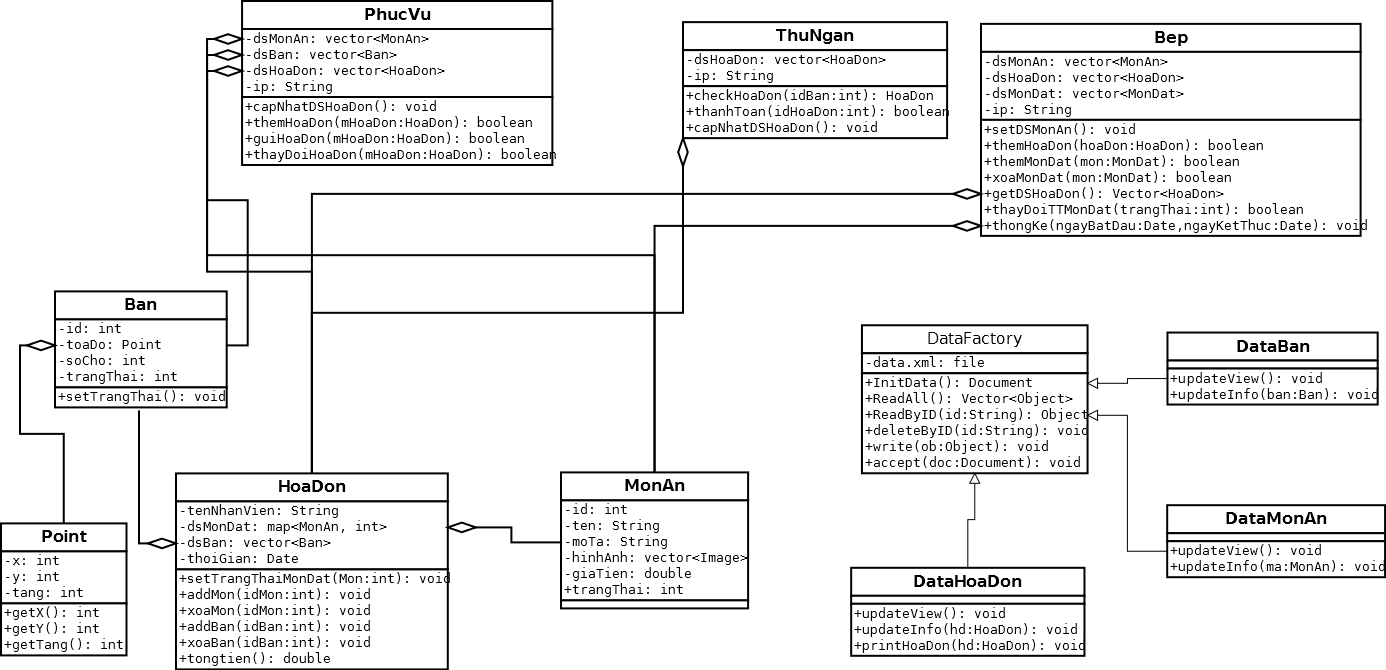 PhucVu
-dsMonAn: vector<MonAn>
-dsBan: vector<Ban>
-dsHoaDon: vector<HoaDon>
-ip: String
+capNhatDSHoaDon(): void
+themHoaDon(mHoaDon:HoaDon): boolean
+guiHoaDon(mHoaDon:HoaDon): boolean
+thayDoiHoaDon(mHoaDon:HoaDon): boolean
ThuNgan
-dsHoaDon: vector<HoaDon>
-ip: String
+checkHoaDon(idBan:int): HoaDon
+thanhToan(idHoaDon:int): boolean
+capNhatDSHoaDon(): void
Bep
-dsMonAn: vector<MonAn>
-dsHoaDon: vector<HoaDon>
-dsMonDat: vector<MonDat>
-ip: String
+setDSMonAn(): void
+themHoaDon(hoaDon:HoaDon): boolean
+themMonDat(mon:MonDat): boolean
+xoaMonDat(mon:MonDat): boolean
+getDSHoaDon(): Vector<HoaDon>
+thayDoiTTMonDat(trangThai:int): boolean
+thongKe(ngayBatDau:Date,ngayKetThuc:Date): void
Ban
-id: int
-toaDo: Point
-soCho: int
-trangThai: int
+setTrangThai(): void
DataFactory
-data.xml: file
+InitData(): Document
+ReadAll(): Vector<Object>
+ReadByID(id:String): Object
+deleteByID(id:String): void
+write(ob:Object): void
+accept(doc:Document): void
DataBan
+updateView(): void
+updateInfo(ban:Ban): void
Point
-x: int
-y: int
-tang: int
+getX(): int
+getY(): int
+getTang(): int
HoaDon
-tenNhanVien: String
-dsMonDat: map<MonAn, int>
-dsBan: vector<Ban>
-thoiGian: Date
+setTrangThaiMonDat(Mon:int): void
+addMon(idMon:int): void
+xoaMon(idMon:int): void
+addBan(idBan:int): void
+xoaBan(idBan:int): void
+tongtien(): double
MonAn
-id: int
-ten: String
-moTa: String
-hinhAnh: vector<Image>
-giaTien: double
+trangThai: int
DataHoaDon
+updateView(): void
+updateInfo(hd:HoaDon): void
+printHoaDon(hd:HoaDon): void
DataMonAn
+updateView(): void
+updateInfo(ma:MonAn): void